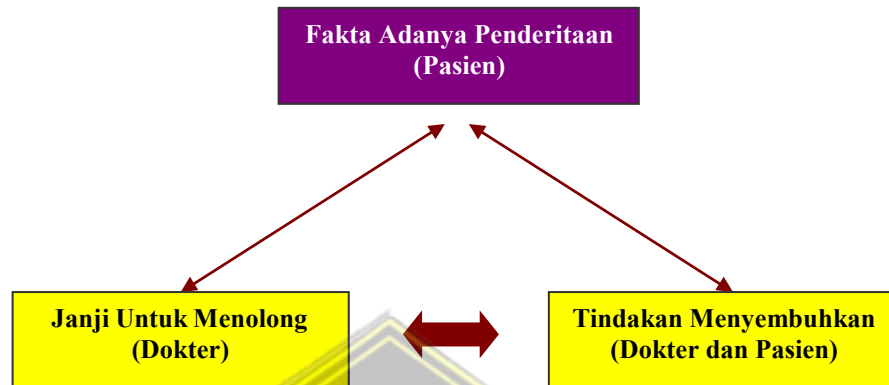 Fakta Adanya Penderitaan
(Pasien)
Janji Untuk Menolong
(Dokter)
Tindakan Menyembuhkan
(Dokter dan Pasien)